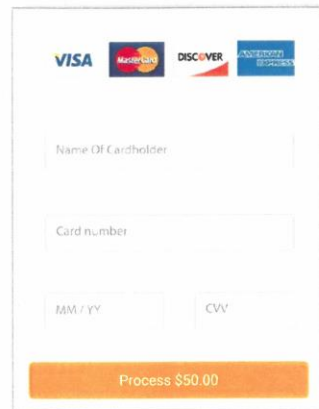 VISA MasterCard DISCOVER AMERICAN EXPRESS
Name Of Cardholder
Card number
MM / YY CVV
Process $50.00